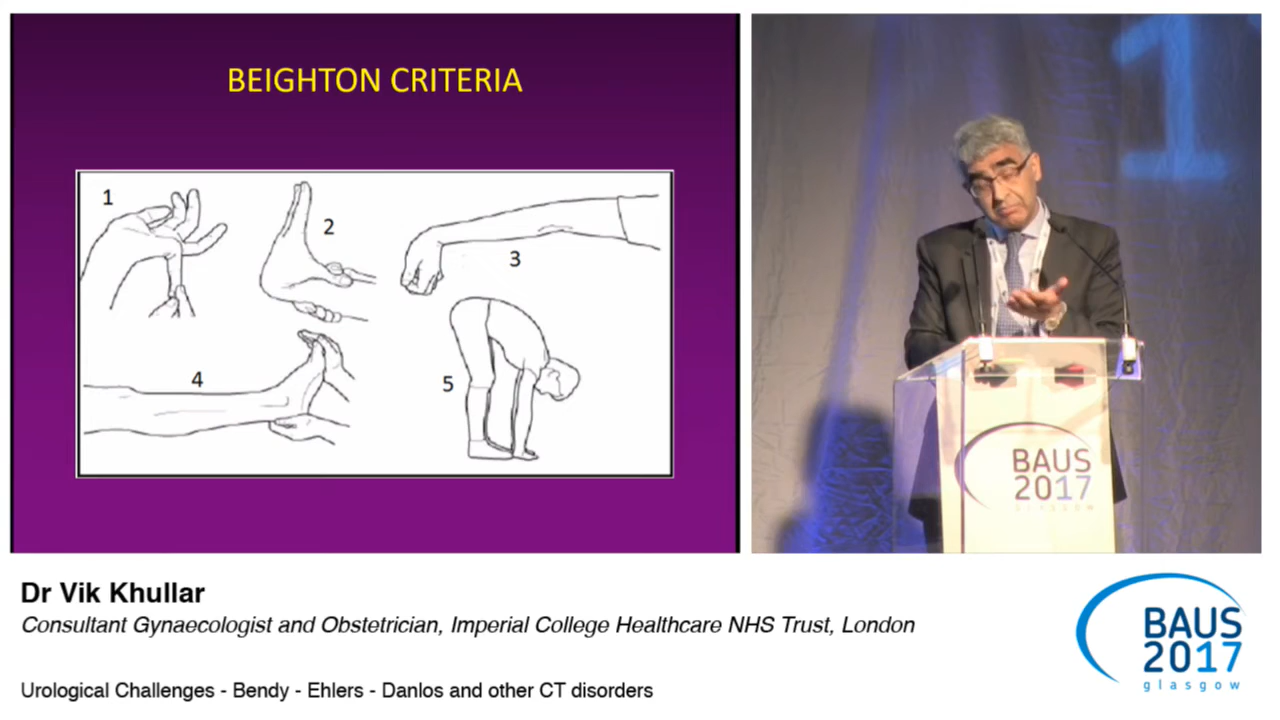 BEIGHTON CRITERIA
1
2
3
4
5
1
BAUS
2017
GLASGOW
Dr Vik Khullar
Consultant Gynaecologist and Obstetrician, Imperial College Healthcare NHS Trust, London
Urological Challenges - Bendy - Ehlers - Danlos and other CT disorders
BAUS
2017
glasgow